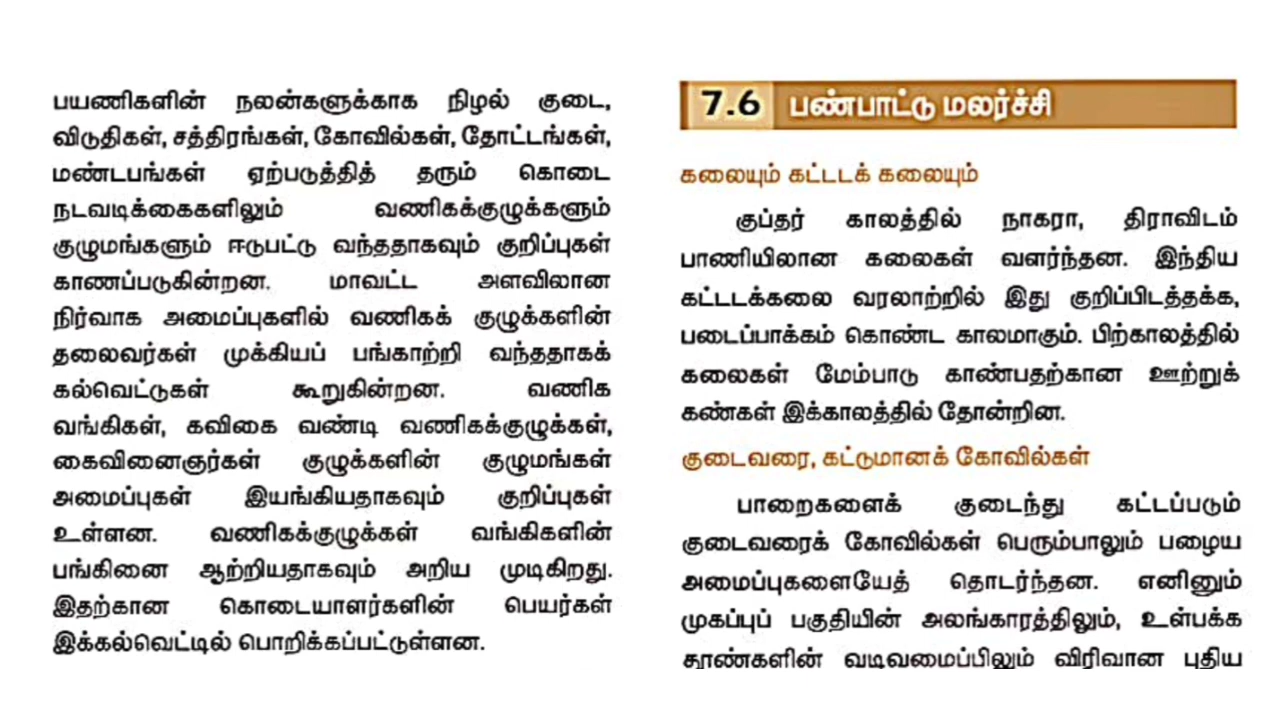 பயணிகளின் நலன்களுக்காக நிழல் குடை,
விடுதிகள், சத்திரங்கள், கோவில்கள், தோட்டங்கள்,
மண்டபங்கள் ஏற்படுத்தித் தரும் கொடை
நடவடிக்கைகளிலும் வணிகக்குழுக்களும்
குழுமங்களும் ஈடுபட்டு வந்ததாகவும் குறிப்புகள்
காணப்படுகின்றன. மாவட்ட அளவிலான
நிர்வாக அமைப்புகளில் வணிகக் குழுக்களின்
தலைவர்கள் முக்கியப் பங்காற்றி வந்ததாகக்
கல்வெட்டுகள் கூறுகின்றன. வணிக
வங்கிகள், கவிகை வண்டி வணிகக்குழுக்கள்,
கைவினைஞர்கள் குழுக்களின் குழுமங்கள்
அமைப்புகள் இயங்கியதாகவும் குறிப்புகள்
உள்ளன. வணிகக்குழுக்கள் வங்கிகளின்
பங்கினை ஆற்றியதாகவும் அறிய முடிகிறது.
இதற்கான கொடையாளர்களின் பெயர்கள்
இக்கல்வெட்டில் பொறிக்கப்பட்டுள்ளன.
7.6 பண்பாட்டு மலர்ச்சி
கலையும் கட்டடக் கலையும்
குப்தர் காலத்தில் நாகரா, திராவிடம்
பாணியிலான கலைகள் வளர்ந்தன. இந்திய
கட்டடக்கலை வரலாற்றில் இது குறிப்பிடத்தக்க,
படைப்பாக்கம் கொண்ட காலமாகும். பிற்காலத்தில்
கலைகள் மேம்பாடு காண்பதற்கான ஊற்றுக்
கண்கள் இக்காலத்தில் தோன்றின.
குடைவரை, கட்டுமானக் கோவில்கள்
பாறைகளைக் குடைந்து கட்டப்படும்
குடைவரைக் கோவில்கள் பெரும்பாலும் பழைய
அமைப்புகளையேத் தொடர்ந்தன. எனினும்
முகப்புப் பகுதியின் அலங்காரத்திலும், உள்பக்க
தூண்களின் வடிவமைப்பிலும் விரிவான புதிய